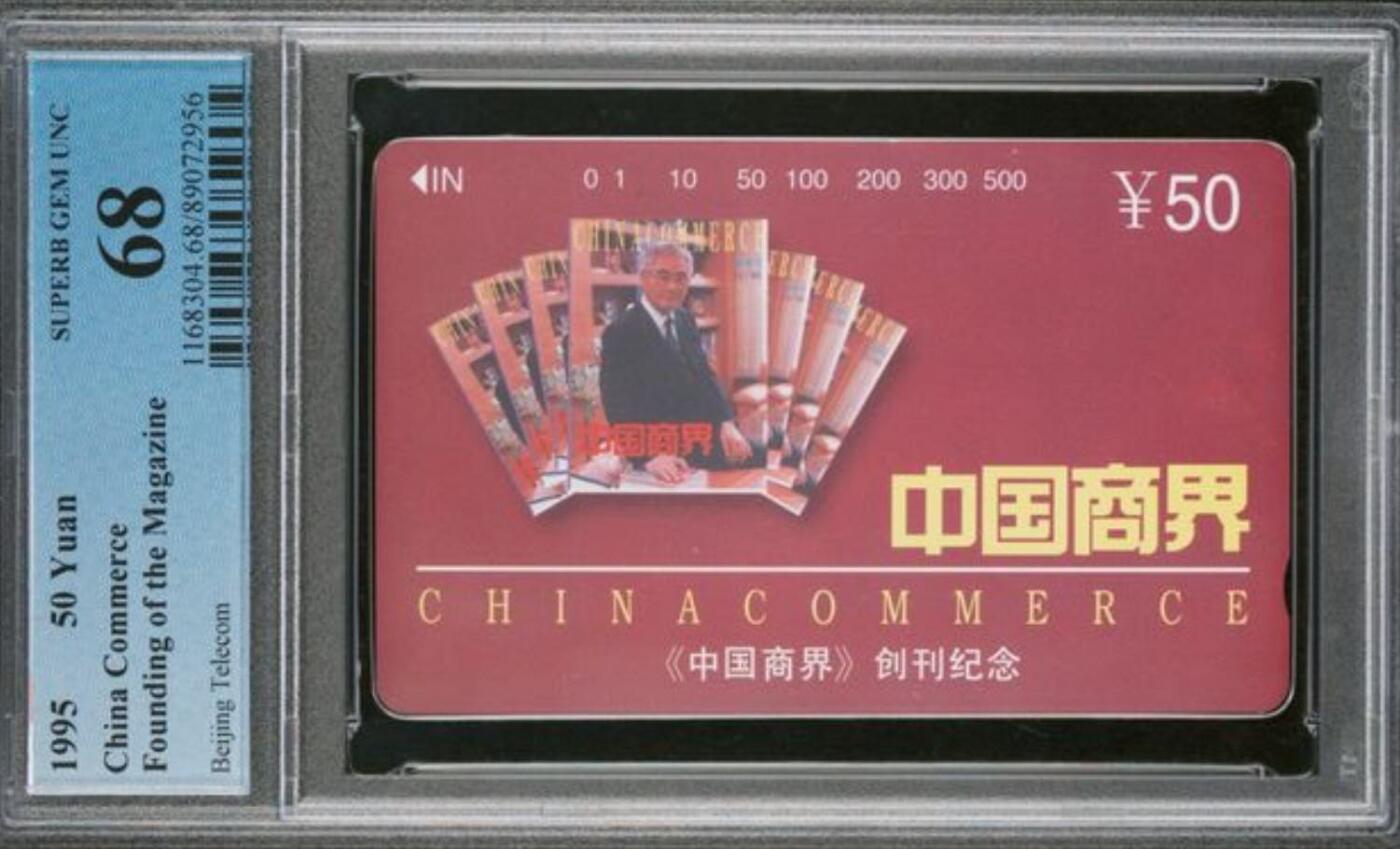 1995 50 Yuan SUPERB GEM UNC
China Commerce 68
Founding of the Magazine
1168304.68/89072956
Beijing Telecom
IN 0 1 10 50 100 200 300 500 ¥50
CHINACOMMERCE
中国商界
中国商界
CHINACOMMERCE
《中国商界》创刊纪念